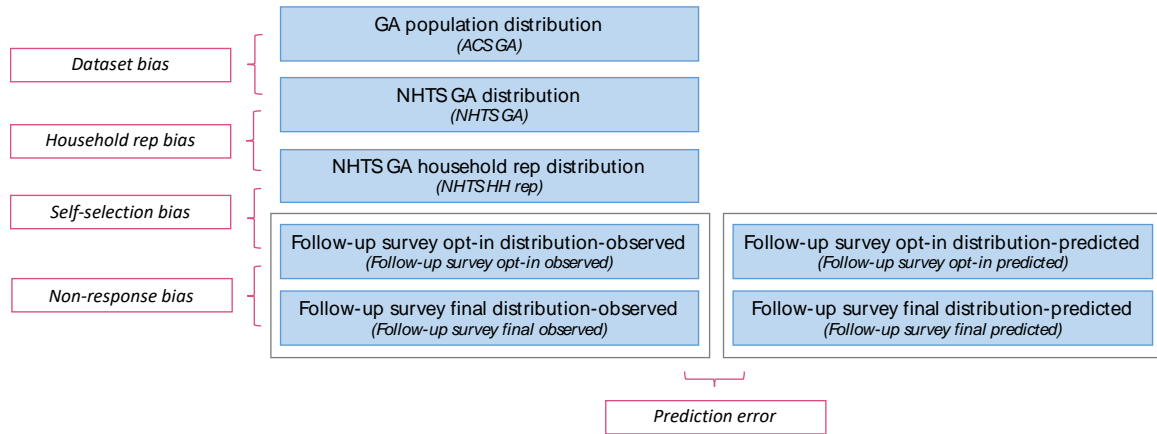 GA population distribution
(ACS GA)
Dataset bias
NHTS GA distribution
(NHTS GA)
Household rep bias
NHTS GA household rep distribution
(NHTS HH rep)
Self-selection bias
Follow-up survey opt-in distribution-observed
(Follow-up survey opt-in observed)
Follow-up survey opt-in distribution-predicted
(Follow-up survey opt-in predicted)
Non-response bias
Follow-up survey final distribution-observed
(Follow-up survey final observed)
Follow-up survey final distribution-predicted
(Follow-up survey final predicted)
Prediction error